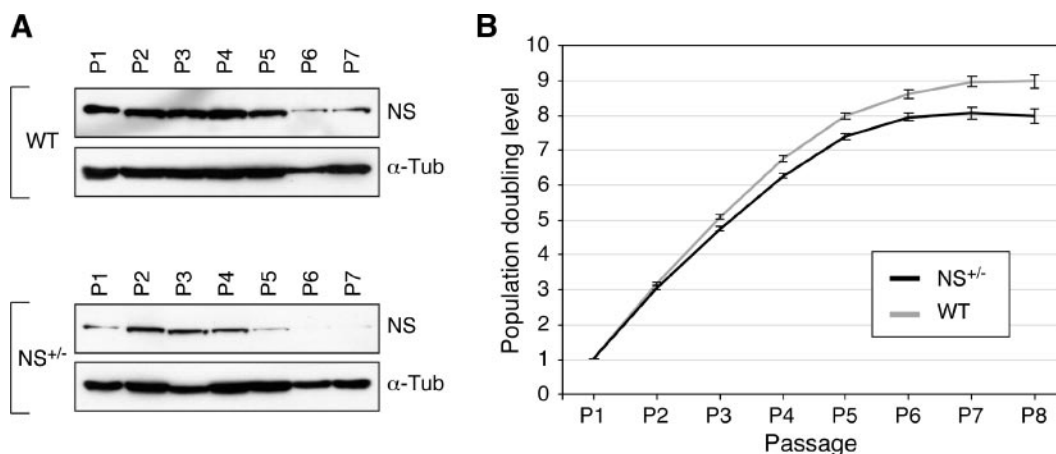 A
P1 P2 P3 P4 P5 P6 P7
WT
NS
α-Tub
P1 P2 P3 P4 P5 P6 P7
NS+/-
NS
α-Tub
B
Population doubling level
10
9
8
7
6
5
4
3
2
1
0
NS+/-
WT
P1 P2 P3 P4 P5 P6 P7 P8
Passage